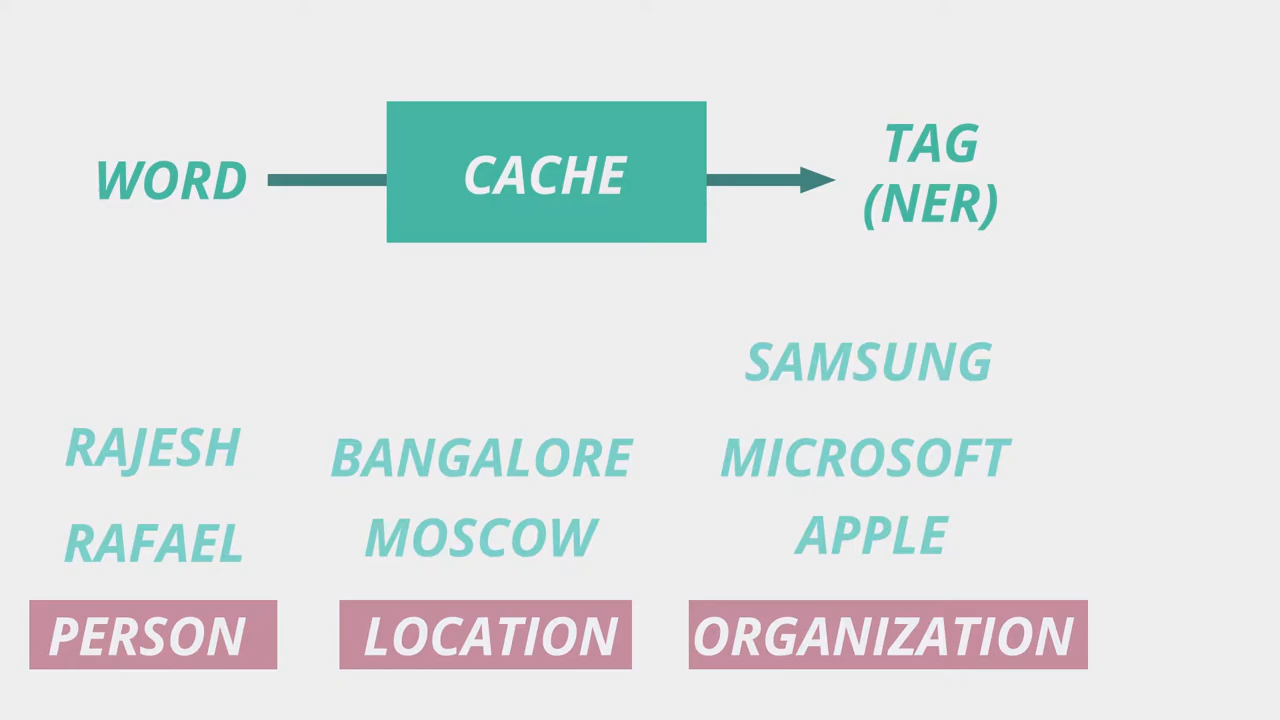 WORD
CACHE
TAG
(NER)
SAMSUNG
RAJESH
BANGALORE
MICROSOFT
RAFAEL
MOSCOW
APPLE
PERSON
LOCATION
ORGANIZATION